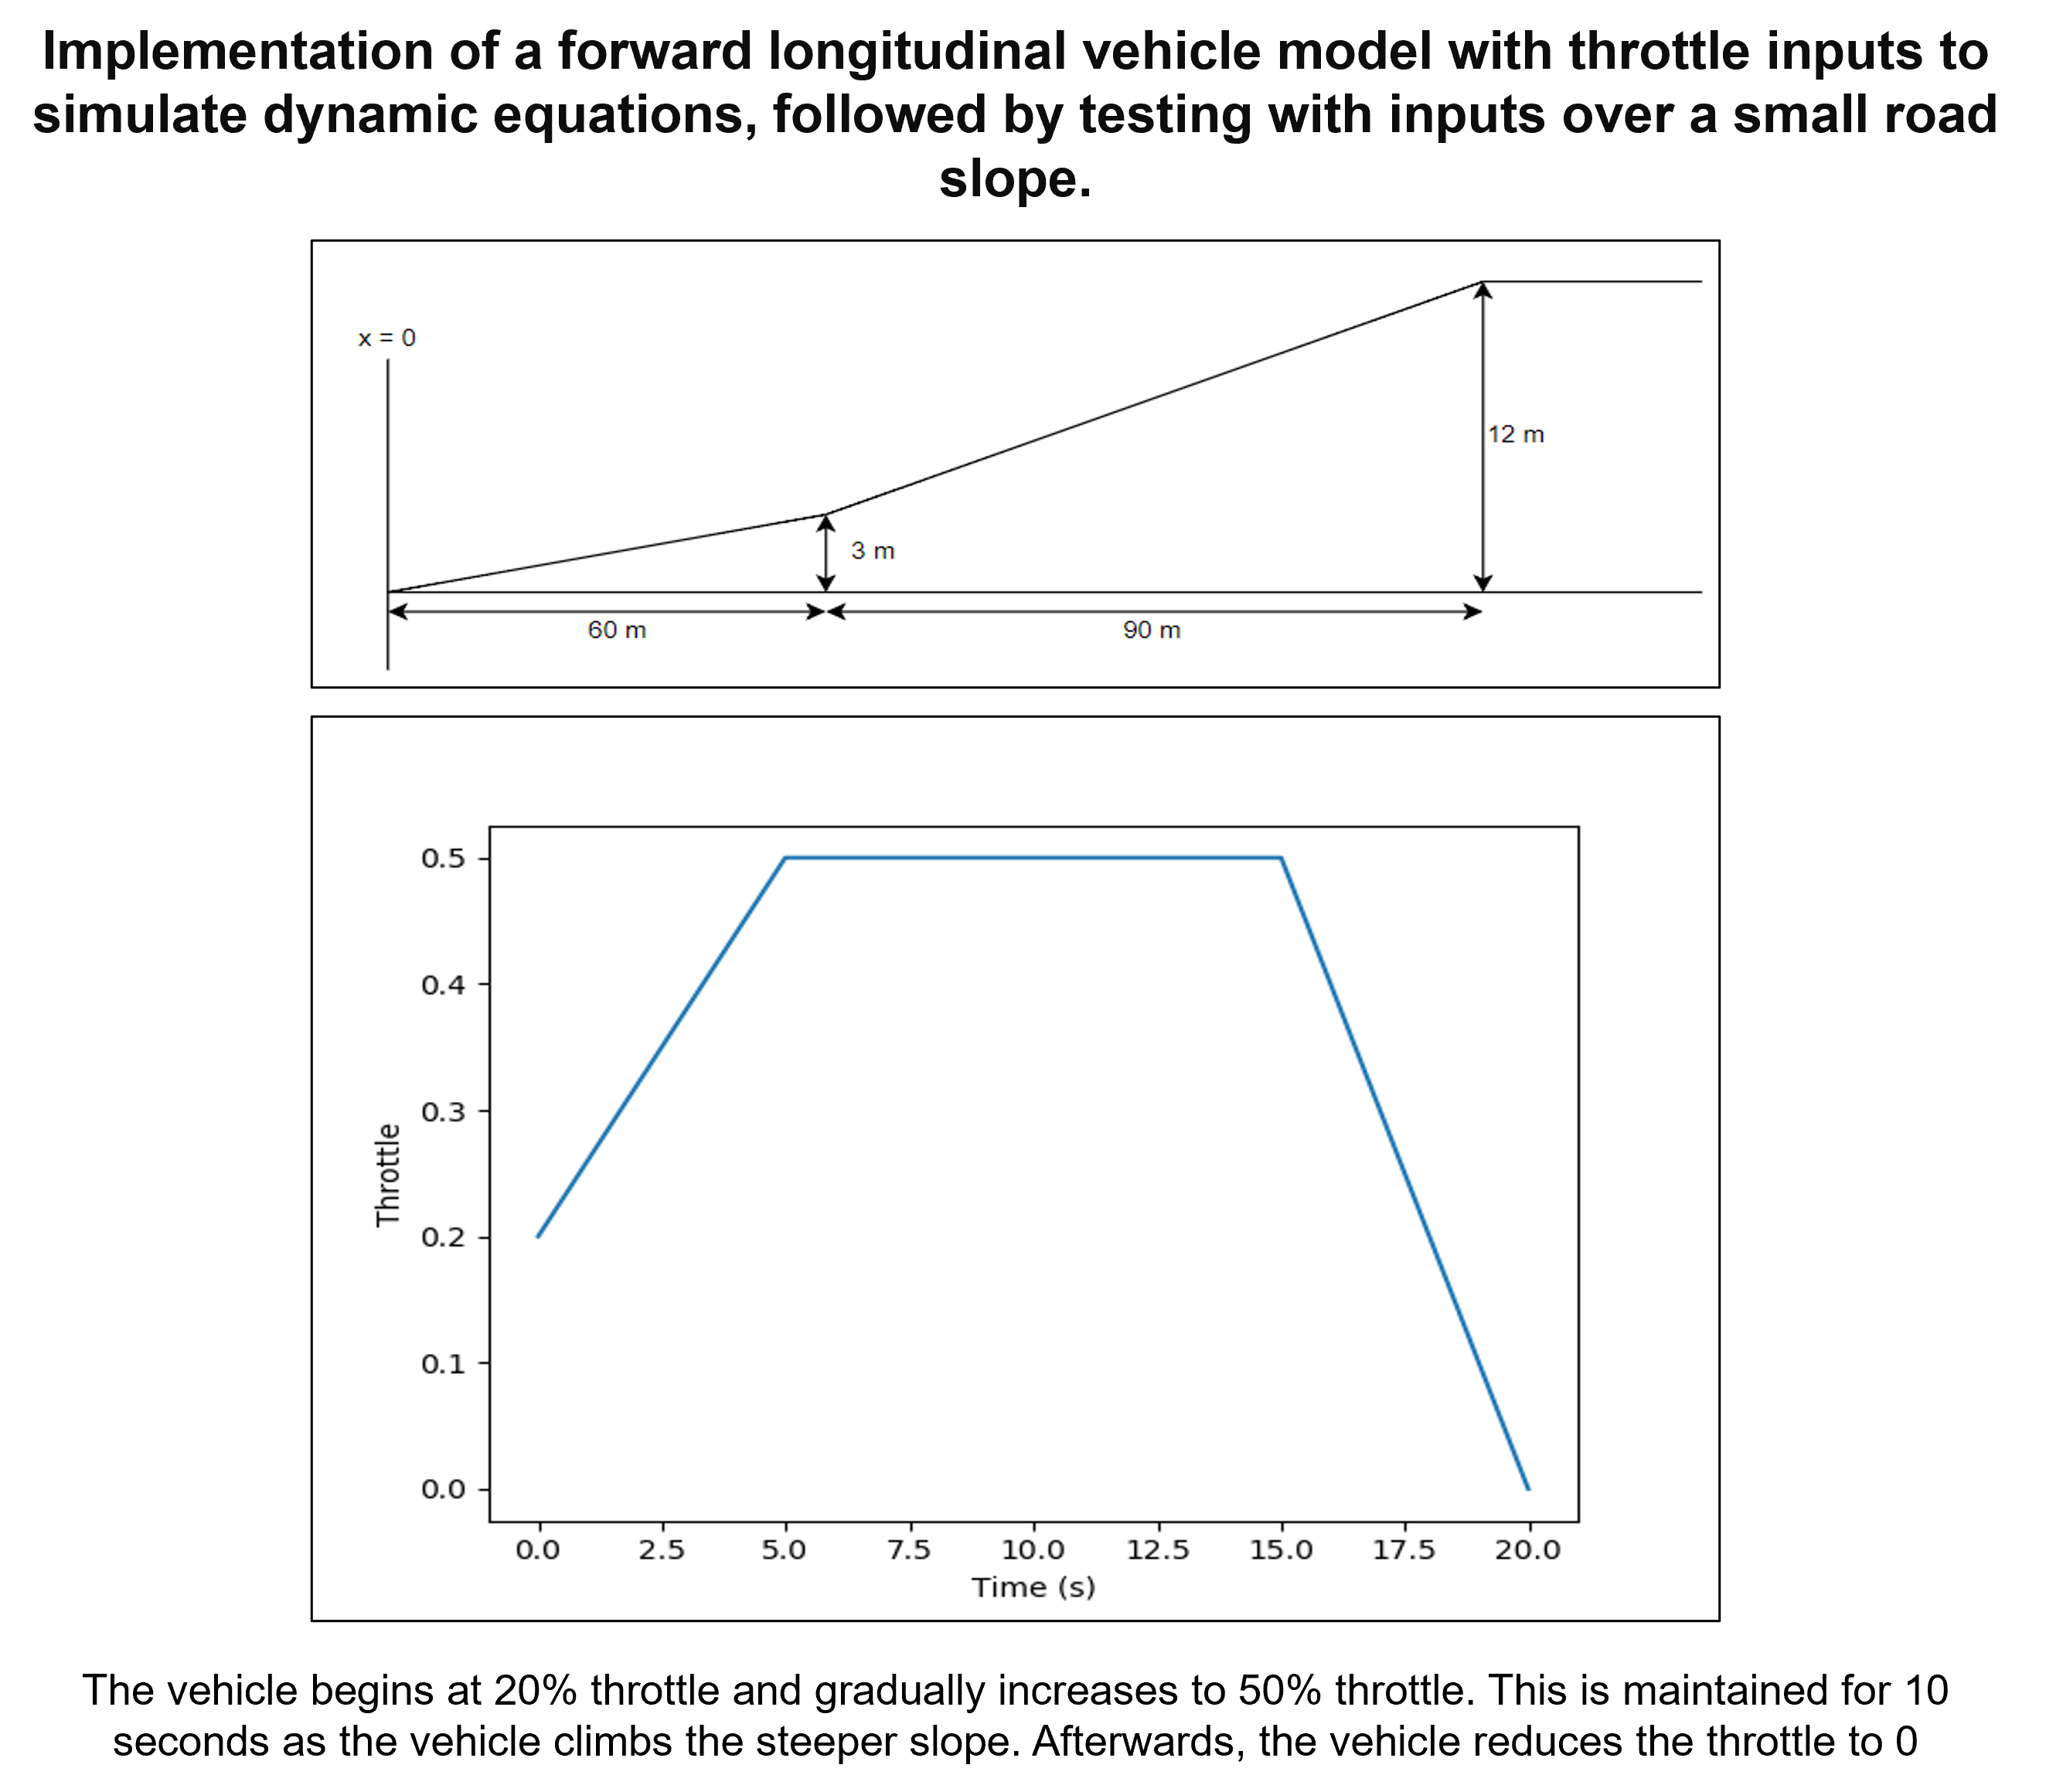 Implementation of a forward longitudinal vehicle model with throttle inputs to
simulate dynamic equations, followed by testing with inputs over a small road
slope.
x = 0
12 m
3 m
60 m
90 m
0.5
0.4
0.3
0.2
0.1
0.0
Throttle
0.0 2.5 5.0 7.5 10.0 12.5 15.0 17.5 20.0
Time (s)
The vehicle begins at 20% throttle and gradually increases to 50% throttle. This is maintained for 10
seconds as the vehicle climbs the steeper slope. Afterwards, the vehicle reduces the throttle to 0